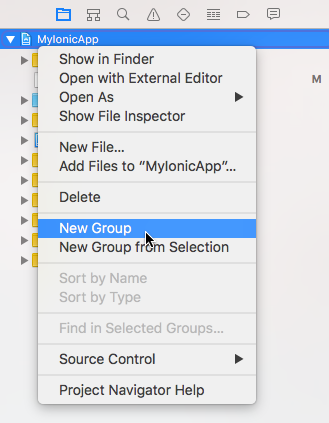 MyIonicApp
Show in Finder
Open with External Editor
M
Open As
Show File Inspector
New File...
Add Files to “MyIonicApp”...
Delete
New Group
New Group from Selection
Sort by Name
Sort by Type
Find in Selected Groups...
Source Control
Project Navigator Help